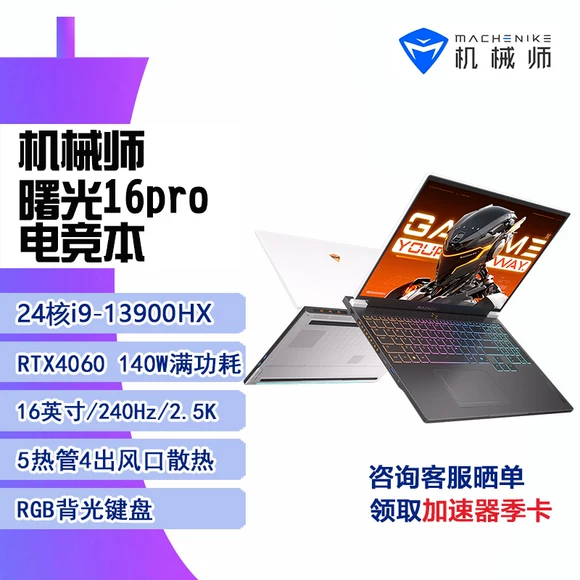 MACHENIKE
机械师
机械师
曙光16pro
电竞本
24核i9-13900HX
RTX4060 140W满功耗
16英寸/240Hz/2.5K
5热管4出风口散热
RGB背光键盘
GAME
YOUR WAY.
咨询客服晒单
领取加速器季卡